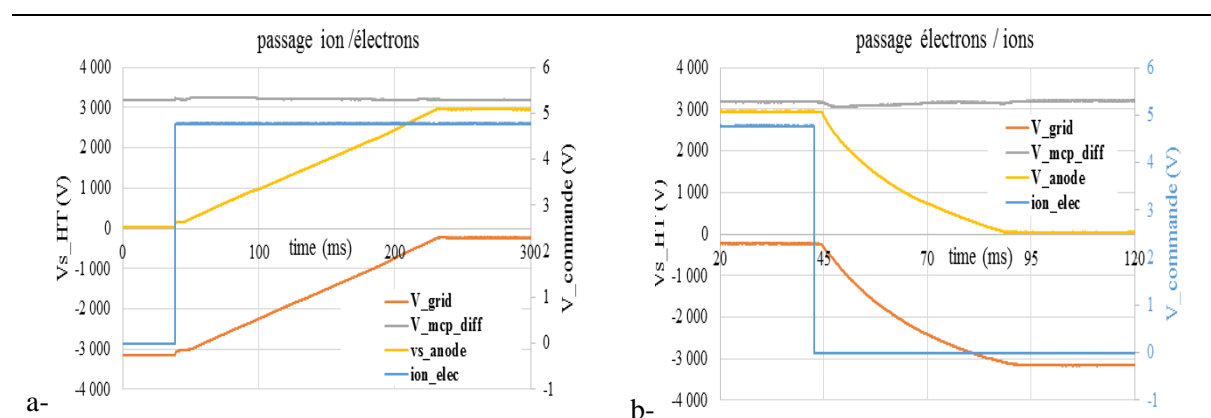 passage ion /électrons
4 000
3 000
2 000
1 000
0
-1 000
-2 000
-3 000
-4 000
Vs_HT (V)
0
100
200
300
time (ms)
6
5
4
3
2
1
0
-1
V_commande (V)
V_grid
V_mcp_diff
vs_anode
ion_elec
a-
passage électrons / ions
4 000
3 000
2 000
1 000
0
-1 000
-2 000
-3 000
-4 000
Vs_HT (V)
20
45
70
95
120
time (ms)
6
5
4
3
2
1
0
-1
V_commande (V)
V_grid
V_mcp_diff
V_anode
ion_elec
b-